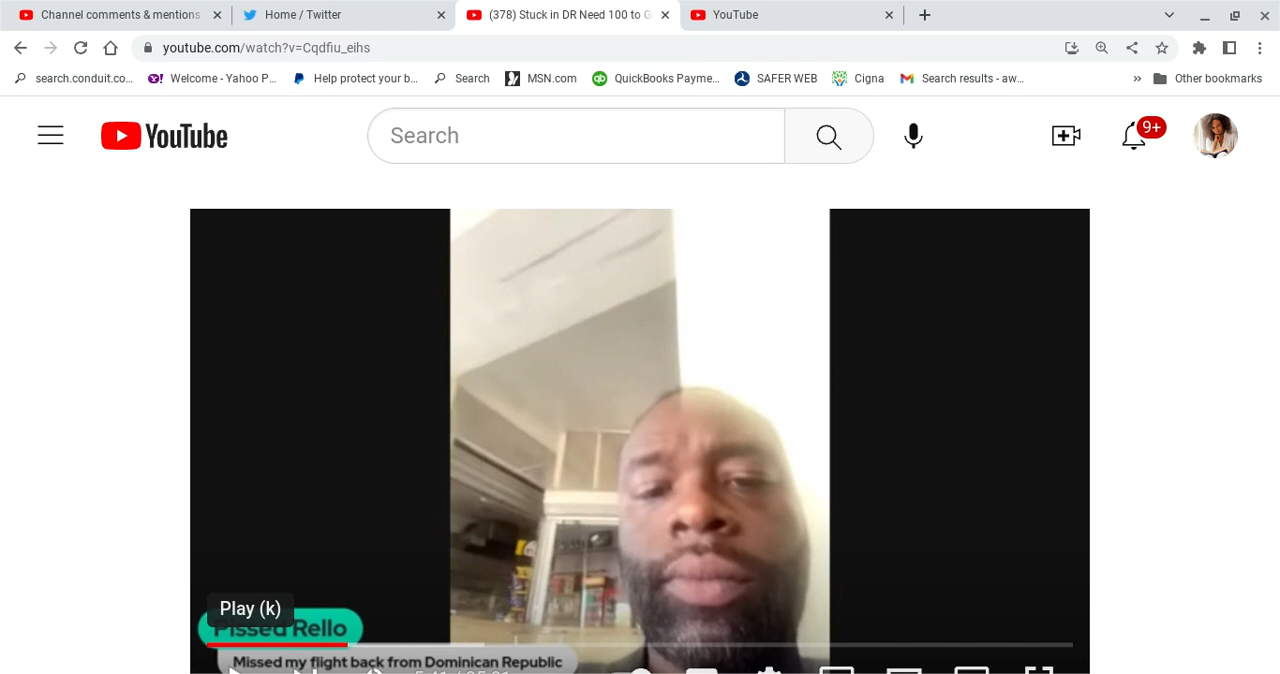 Channel comments & mentions
Home / Twitter
(378) Stuck in DR Need 100 to G
YouTube
youtube.com/watch?v=Cqdfiu_eihs
search.conduit.co...
Welcome - Yahoo P...
Help protect your b...
Search
MSN.com
QuickBooks Payme...
SAFER WEB
Cigna
Search results - aw...
»
Other bookmarks
YouTube
Search
9+
Play (k)
Pissed Rello
Missed my flight back from Dominican Republic